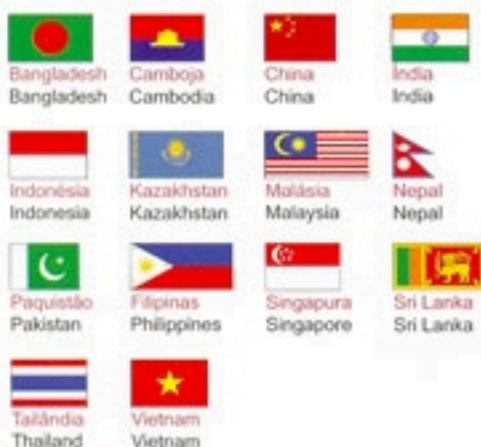 Bangladesh
Bangladesh
Camboja
Cambodia
China
China
Índia
India
Indonésia
Indonesia
Kazakhstan
Kazakhstan
Malásia
Malaysia
Nepal
Nepal
Paquistão
Pakistan
Filipinas
Philippines
Singapura
Singapore
Sri Lanka
Sri Lanka
Tailândia
Thailand
Vietnam
Vietnam